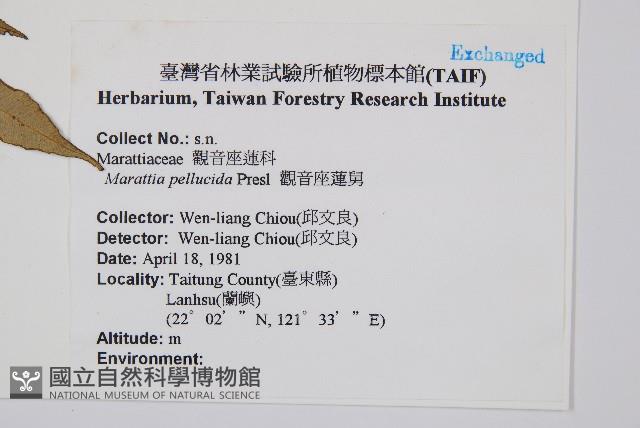 Exchanged
臺灣省林業試驗所植物標本館(TAIF)
Herbarium, Taiwan Forestry Research Institute
Collect No.: s.n.
Marattiaceae 觀音座蓮科
Marattia pellucida Presl 觀音座蓮舅
Collector: Wen-liang Chiou(邱文良)
Detector: Wen-liang Chiou(邱文良)
Date: April 18, 1981
Locality: Taitung County(臺東縣)
Lanhsu(蘭嶼)
(22° 02' " N, 121° 33' " E)
Altitude: m
Environment:
國立自然科學博物館
NATIONAL MUSEUM OF NATURAL SCIENCE